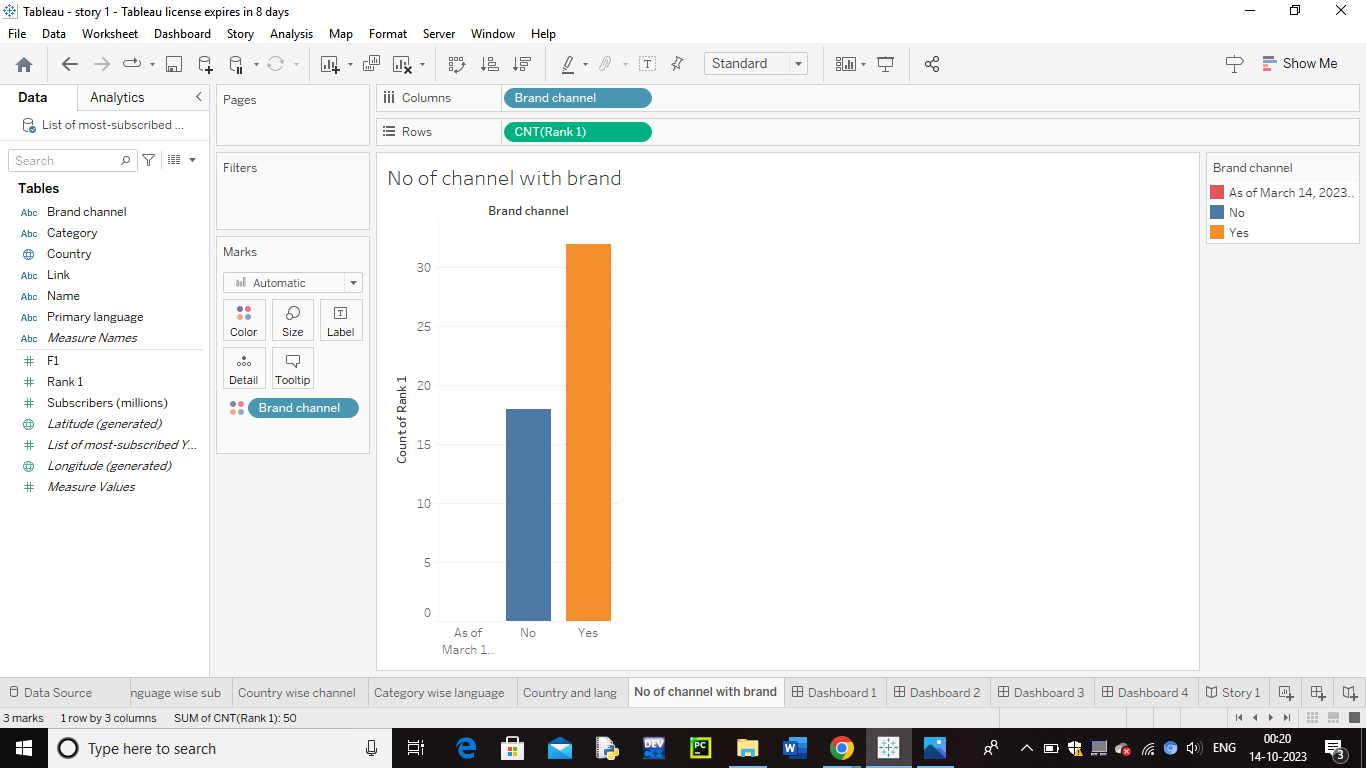 Tableau - story 1 - Tableau license expires in 8 days
File Data Worksheet Dashboard Story Analysis Map Format Server Window Help
Standard
Show Me
Data Analytics
List of most-subscribed ...
Search
Tables
Abc Brand channel
Abc Category
Country
Abc Link
Abc Name
Abc Primary language
Abc Measure Names
# F1
# Rank 1
# Subscribers (millions)
Latitude (generated)
# List of most-subscribed Y...
Longitude (generated)
# Measure Values
Pages
Filters
Marks
Automatic
Color Size Label
Detail Tooltip
Brand channel
Columns Brand channel
Rows CNT(Rank 1)
No of channel with brand
Brand channel
Count of Rank 1
30
25
20
15
10
5
0
As of
March 1..
No
Yes
Brand channel
As of March 14, 2023..
No
Yes
Data Source nguage wise sub Country wise channel Category wise language Country and lang No of channel with brand Dashboard 1 Dashboard 2 Dashboard 3 Dashboard 4 Story 1
3 marks 1 row by 3 columns SUM of CNT(Rank 1): 50
Type here to search
DEV
C++
PC
W
ENG
00:20
14-10-2023
3